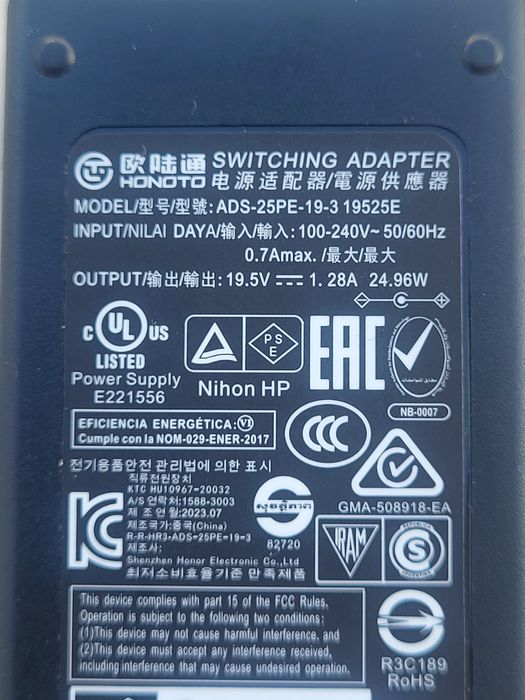 欧陆通 SWITCHING ADAPTER
HONOTO 电源适配器/電源供應器
MODEL/型号/型號: ADS-25PE-19-3 19525E
INPUT/NILAI DAYA/输入/輸入: 100-240V~ 50/60Hz
0.7Amax. /最大/最大
OUTPUT/输出/輸出: 19.5V ⎓ 1.28A 24.96W
C UL US
LISTED
Power Supply
E221556
PS
E
Nihon HP
EAC
NB-0007
EFICIENCIA ENERGÉTICA: VI
Cumple con la NOM-029-ENER-2017
CCC
전기용품안전 관리법에 의한 표시
직류전원장치
KTC HU10967-20032
A/S 연락처:1588-3003
제 조 연 월:2023.07
제조국가:중국(China)
R-R-HR3-ADS-25PE-19-3
제조사:
Shenzhen Honor Electronic Co.,Ltd
최저소비효율기준 만족제품
82720
GMA-508918-EA
IRAM
REPUBLICA
S
ARGENTINA
This device complies with part 15 of the FCC Rules.
Operation is subject to the following two conditions:
(1)This device may not cause harmful interference, and
(2)This device must accept any interference received,
including interference that may cause undesired operation.
R3C189
RoHS